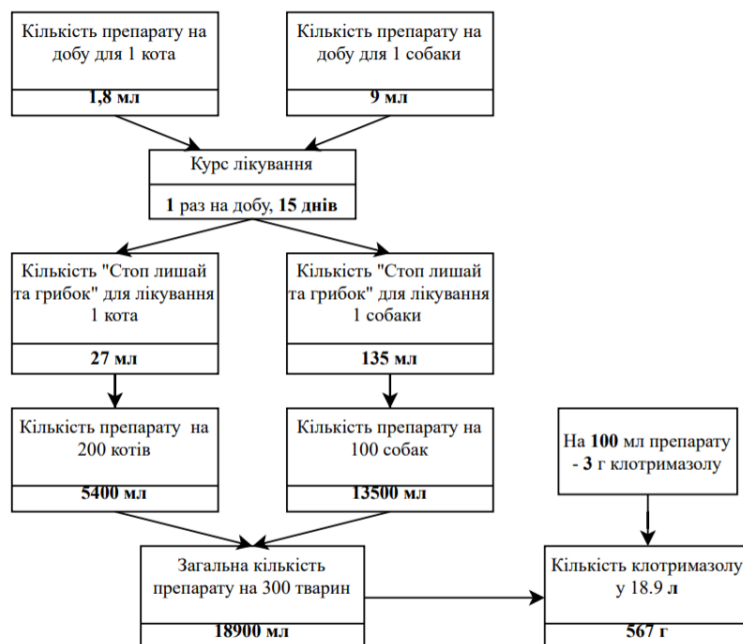 Кількість препарату на
добу для 1 кота
1,8 мл
Кількість препарату на
добу для 1 собаки
9 мл
Курс лікування
1 раз на добу, 15 днів
Кількість "Стоп лишай
та грибок" для лікування
1 кота
27 мл
Кількість "Стоп лишай
та грибок" для лікування
1 собаки
135 мл
Кількість препарату на
200 котів
5400 мл
Кількість препарату на
100 собак
13500 мл
На 100 мл препарату
- 3 г клотримазолу
Загальна кількість
препарату на 300 тварин
18900 мл
Кількість клотримазолу
у 18.9 л
567 г